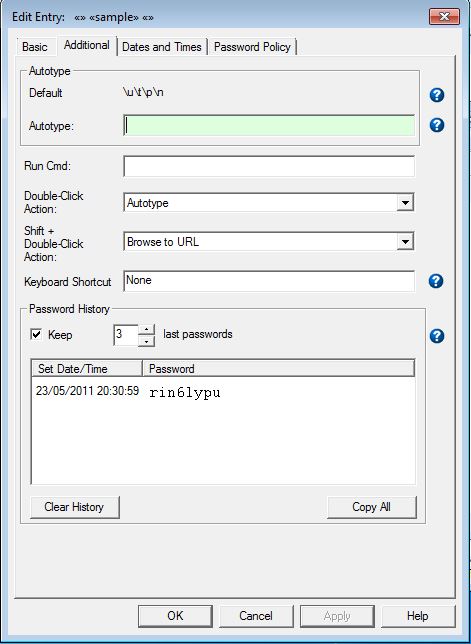 Edit Entry: «» «sample» «»
Basic Additional Dates and Times Password Policy
Autotype
Default \u\t\p\n
Autotype:
Run Cmd:
Double-Click
Action:
Autotype
Shift +
Double-Click
Action:
Browse to URL
Keyboard Shortcut None
Password History
Keep 3 last passwords
Set Date/Time Password
23/05/2011 20:30:59 rin6lypu
Clear History Copy All
OK Cancel Apply Help